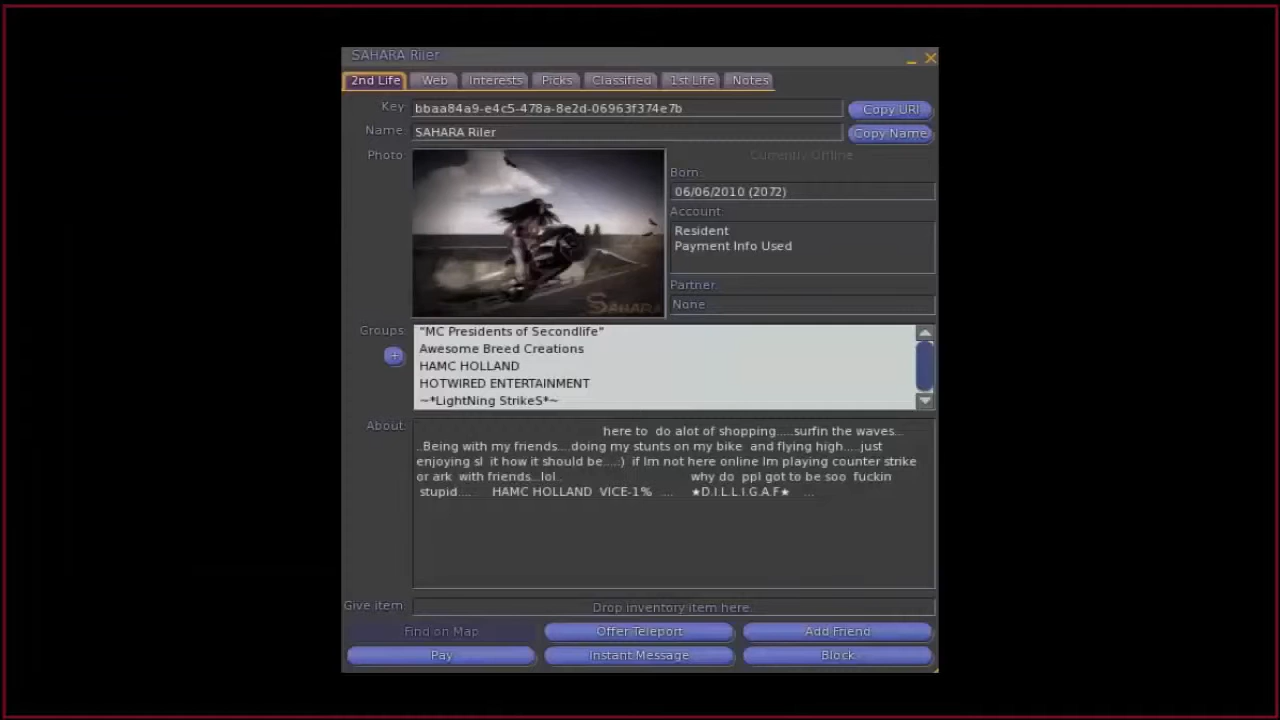 SAHARA Riler
2nd Life Web Interests Picks Classified 1st Life Notes
Key: bbaa84a9-e4c5-478a-8e2d-06963f374e7b Copy URI
Name: SAHARA Riler Copy Name
Photo: Currently Offline
Born:
06/06/2010 (2072)
Account:
Resident
Payment Info Used
Partner:
None
SAHARA
Groups: "MC Presidents of Secondlife"
+ Awesome Breed Creations
HAMC HOLLAND
HOTWIRED ENTERTAINMENT
~*LightNing StrikeS*~
About: here to do alot of shopping.....surfin the waves...
..Being with my friends....doing my stunts on my bike and flying high.....just
enjoying sl it how it should be.....:) if Im not here online Im playing counter strike
or ark with friends...lol.. why do ppl got to be soo fuckin
stupid.... HAMC HOLLAND VICE-1% .... ★D.I.L.L.I.G.A.F★ ...
Give item: Drop inventory item here.
Find on Map Offer Teleport... Add Friend...
Pay... Instant Message... Block...